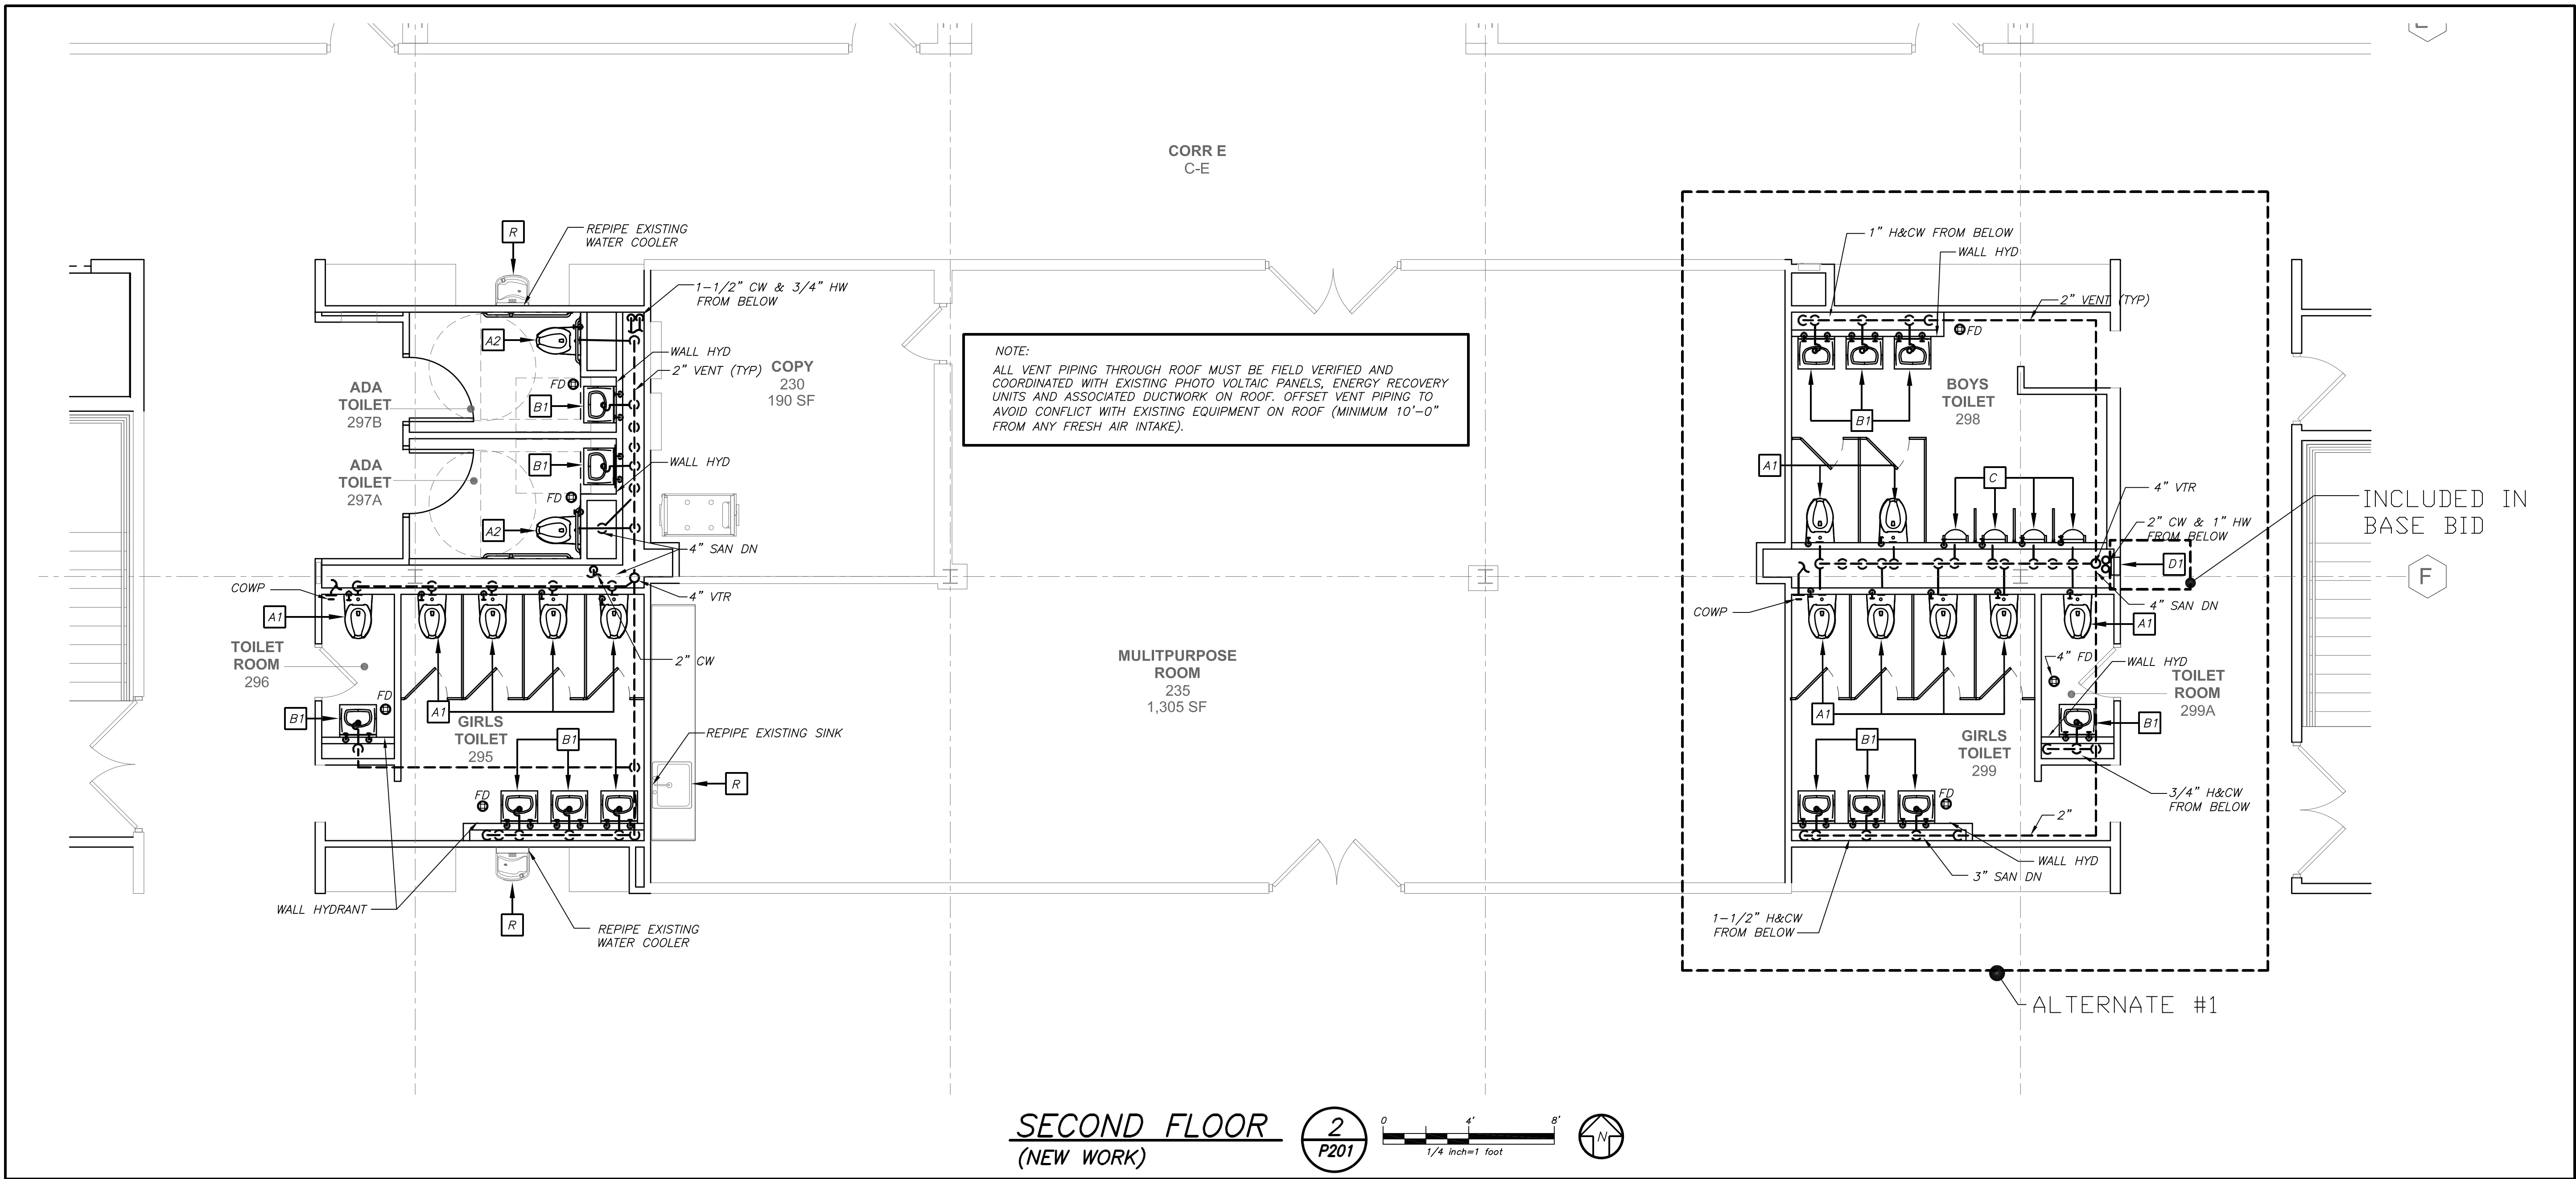 CORR E
C-E
R
REPIPE EXISTING
WATER COOLER
1-1/2" CW & 3/4" HW
FROM BELOW
A2
WALL HYD
2" VENT (TYP)
COPY
230
190 SF
FD
ADA
TOILET
297B
B1
ADA
TOILET
297A
B1
WALL HYD
FD
A2
4" SAN DN
COWP
4" VTR
A1
TOILET
ROOM
296
2" CW
FD
B1
A1
GIRLS
TOILET
295
B1
REPIPE EXISTING SINK
R
FD
WALL HYDRANT
R
REPIPE EXISTING
WATER COOLER
NOTE:
ALL VENT PIPING THROUGH ROOF MUST BE FIELD VERIFIED AND
COORDINATED WITH EXISTING PHOTO VOLTAIC PANELS, ENERGY RECOVERY
UNITS AND ASSOCIATED DUCTWORK ON ROOF. OFFSET VENT PIPING TO
AVOID CONFLICT WITH EXISTING EQUIPMENT ON ROOF (MINIMUM 10'-0"
FROM ANY FRESH AIR INTAKE).
MULITPURPOSE
ROOM
235
1,305 SF
1" H&CW FROM BELOW
WALL HYD
2" VENT (TYP)
FD
BOYS
TOILET
298
B1
A1
C
4" VTR
2" CW & 1" HW
FROM BELOW
INCLUDED IN
BASE BID
D1
F
COWP
4" SAN DN
A1
4" FD
WALL HYD
TOILET
ROOM
299A
A1
B1
B1
GIRLS
TOILET
299
FD
3/4" H&CW
FROM BELOW
2"
WALL HYD
3" SAN DN
1-1/2" H&CW
FROM BELOW
ALTERNATE #1
SECOND FLOOR
(NEW WORK)
2
P201
0 4' 8'
1/4 inch=1 foot
N